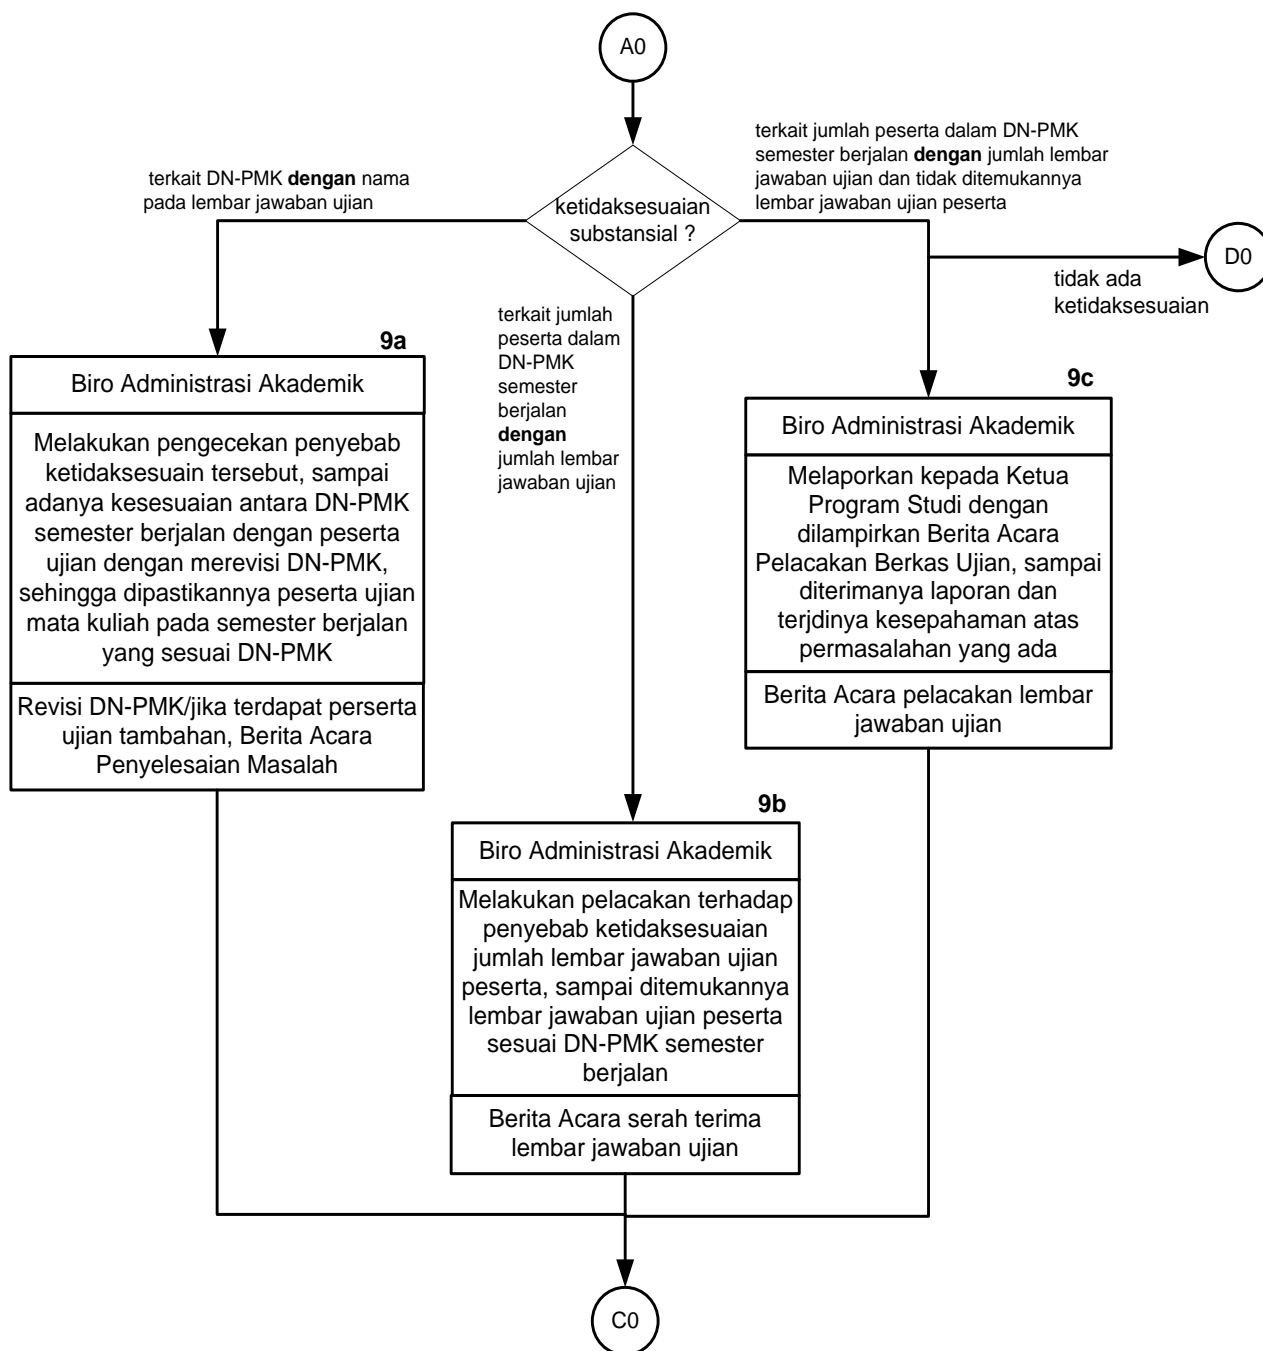 A0
terkait jumlah peserta dalam DN-PMK
semester berjalan dengan jumlah lembar
jawaban ujian dan tidak ditemukannya
lembar jawaban ujian peserta
terkait DN-PMK dengan nama
pada lembar jawaban ujian
ketidaksesuaian
substansial ?
D0
tidak ada
ketidaksesuaian
terkait jumlah
peserta dalam
DN-PMK
semester
berjalan
dengan
jumlah lembar
jawaban ujian
9a
Biro Administrasi Akademik
Melakukan pengecekan penyebab
ketidaksesuain tersebut, sampai
adanya kesesuaian antara DN-PMK
semester berjalan dengan peserta
ujian dengan merevisi DN-PMK,
sehingga dipastikannya peserta ujian
mata kuliah pada semester berjalan
yang sesuai DN-PMK
Revisi DN-PMK/jika terdapat perserta
ujian tambahan, Berita Acara
Penyelesaian Masalah
9c
Biro Administrasi Akademik
Melaporkan kepada Ketua
Program Studi dengan
dilampirkan Berita Acara
Pelacakan Berkas Ujian, sampai
diterimanya laporan dan
terjdinya kesepahaman atas
permasalahan yang ada
Berita Acara pelacakan lembar
jawaban ujian
9b
Biro Administrasi Akademik
Melakukan pelacakan terhadap
penyebab ketidaksesuaian
jumlah lembar jawaban ujian
peserta, sampai ditemukannya
lembar jawaban ujian peserta
sesuai DN-PMK semester
berjalan
Berita Acara serah terima
lembar jawaban ujian
C0